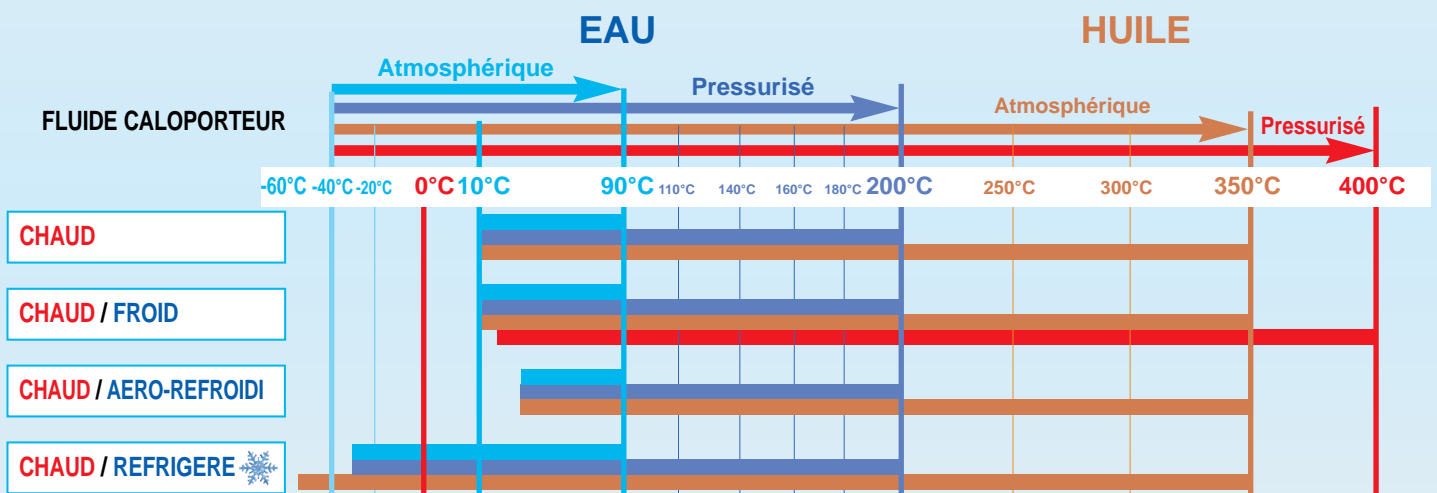 EAU HUILE
Atmosphérique
Pressurisé
Atmosphérique
FLUIDE CALOPORTEUR
Pressurisé
-60°C -40°C -20°C 0°C 10°C 90°C 110°C 140°C 160°C 180°C 200°C 250°C 300°C 350°C 400°C
CHAUD
CHAUD / FROID
CHAUD / AERO-REFROIDI
CHAUD / REFRIGERE